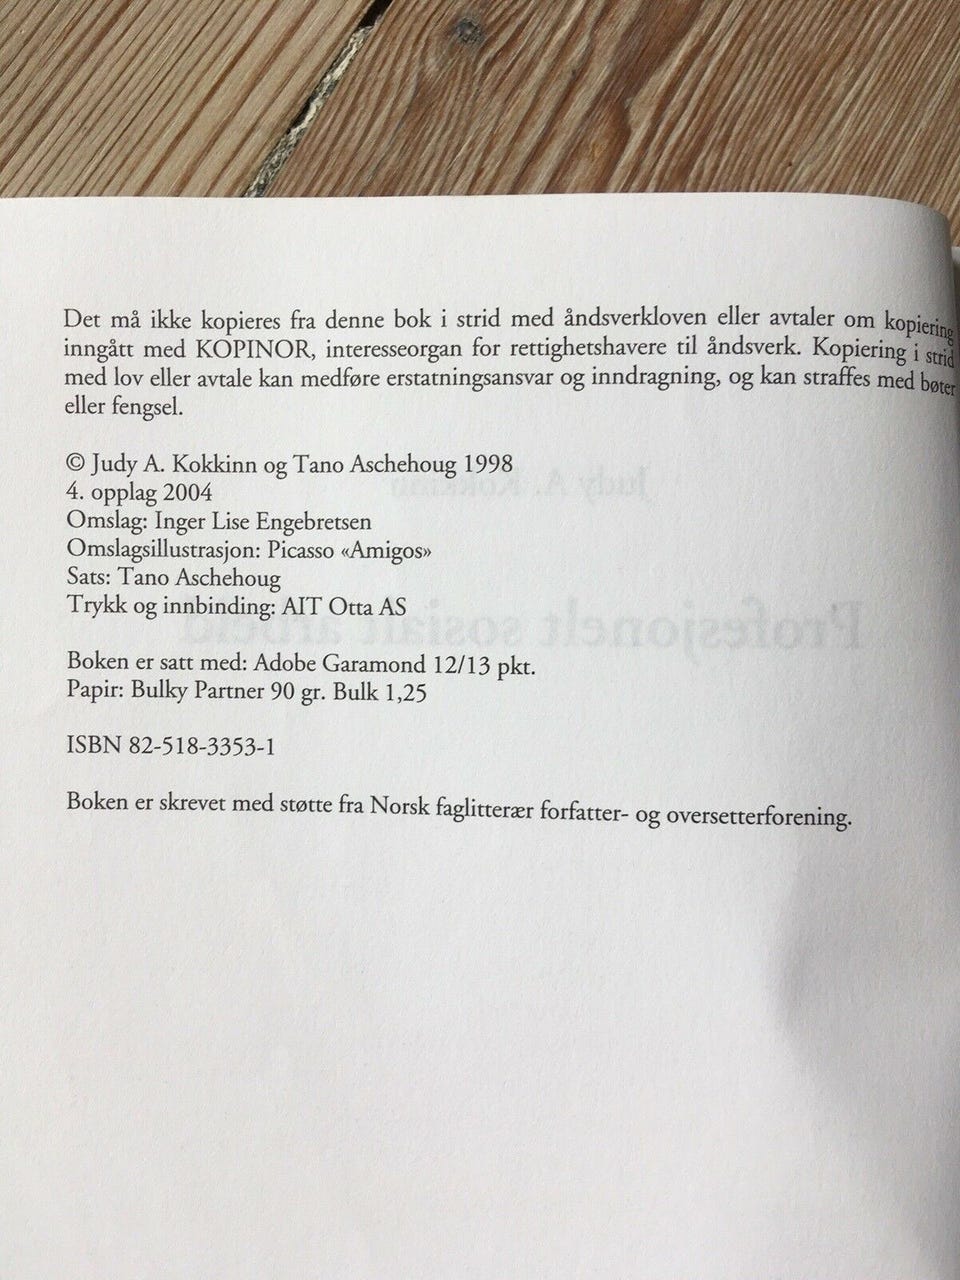 Det må ikke kopieres fra denne bok i strid med åndsverkloven eller avtaler om kopiering
inngått med KOPINOR, interesseorgan for rettighetshavere til åndsverk. Kopiering i strid
med lov eller avtale kan medføre erstatningsansvar og inndragning, og kan straffes med bøter
eller fengsel.
© Judy A. Kokkinn og Tano Aschehoug 1998
4. opplag 2004
Omslag: Inger Lise Engebretsen
Omslagsillustrasjon: Picasso «Amigos»
Sats: Tano Aschehoug
Trykk og innbinding: AIT Otta AS
Boken er satt med: Adobe Garamond 12/13 pkt.
Papir: Bulky Partner 90 gr. Bulk 1,25
ISBN 82-518-3353-1
Boken er skrevet med støtte fra Norsk faglitterær forfatter- og oversetterforening.
Judy A. Kokkinn
Profesjonelt sosialt arbeid